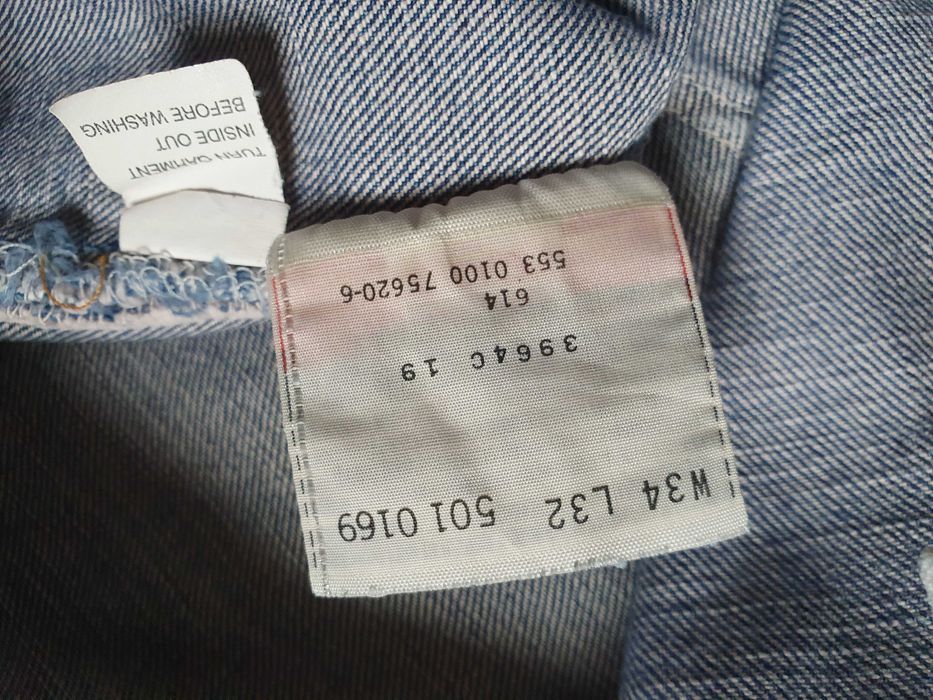 W34 L32 501 0169
3964C 19
614
553 0100 75620-6
TURN GARMENT
INSIDE OUT
BEFORE WASHING